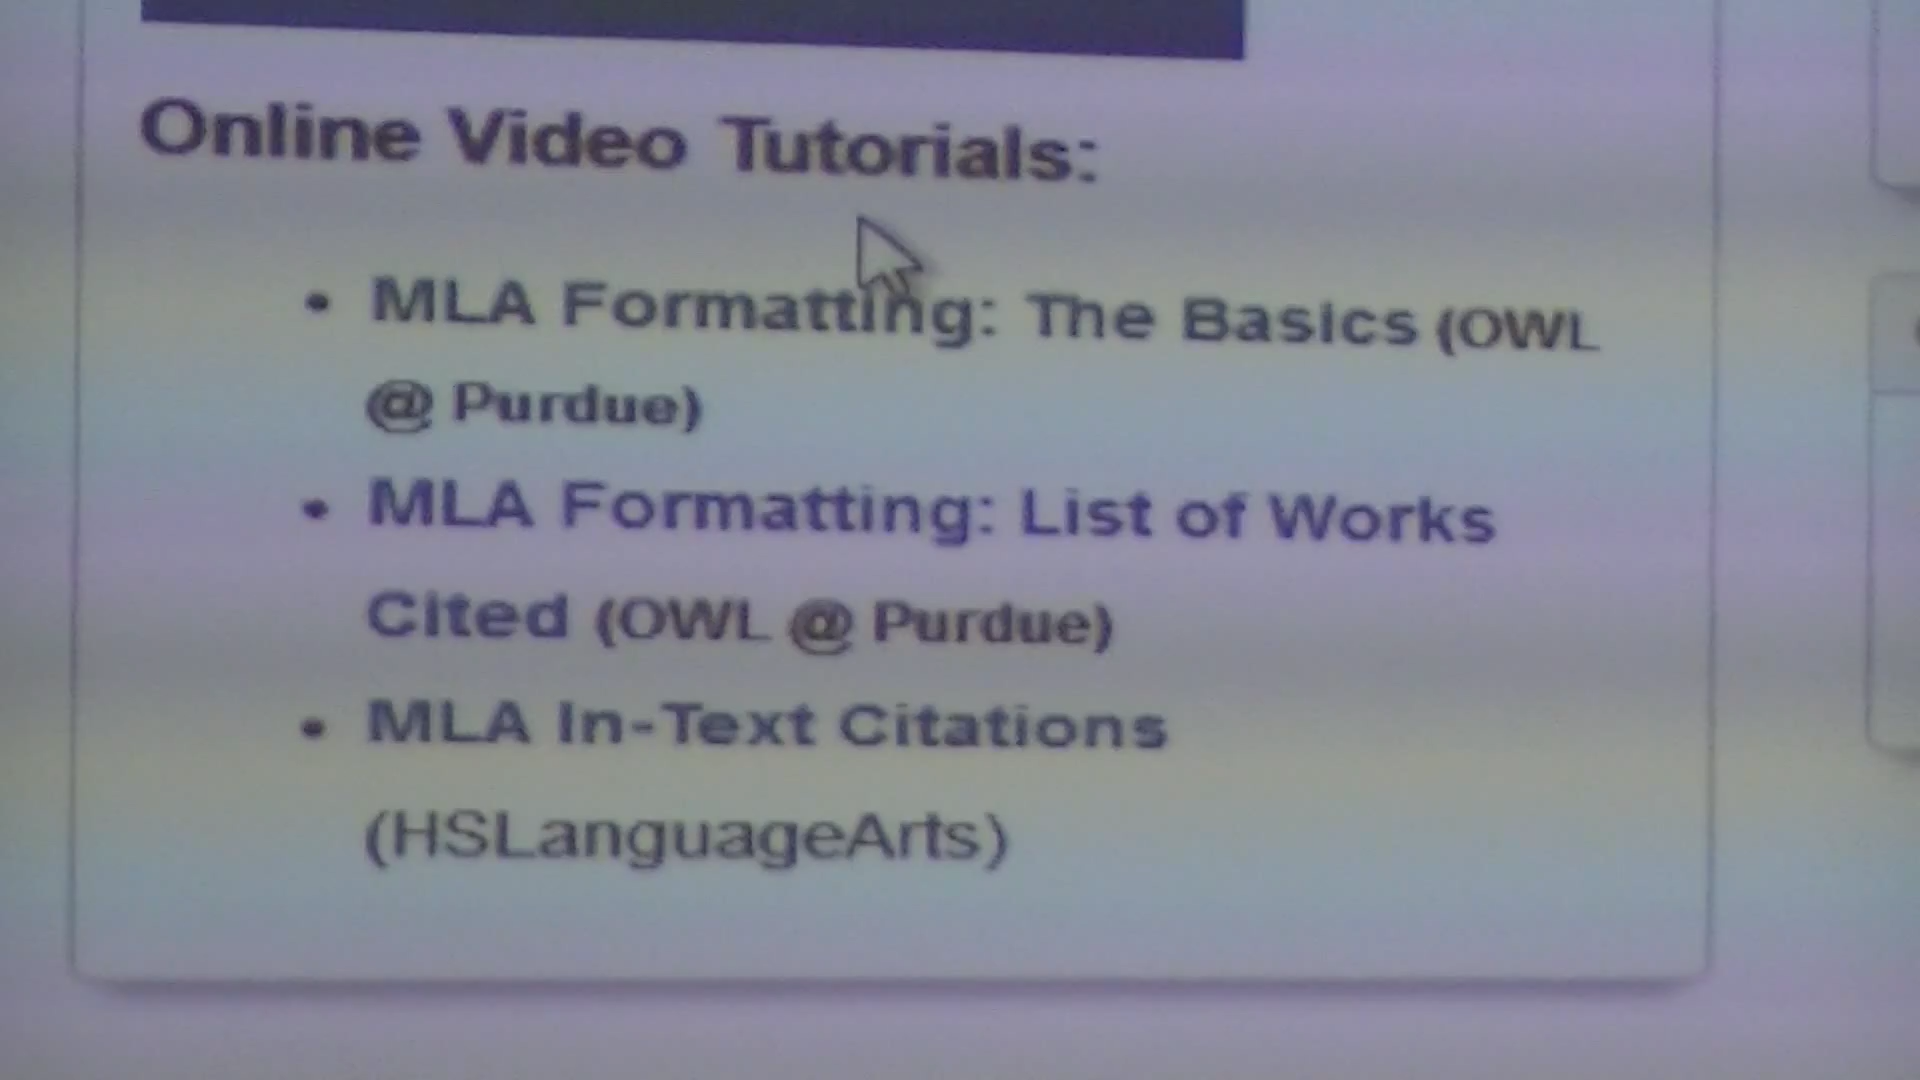 Online Video Tutorials:
• MLA Formatting: The Basics (OWL
@ Purdue)
• MLA Formatting: List of Works
Cited (OWL @ Purdue)
• MLA In-Text Citations
(HSLanguageArts)